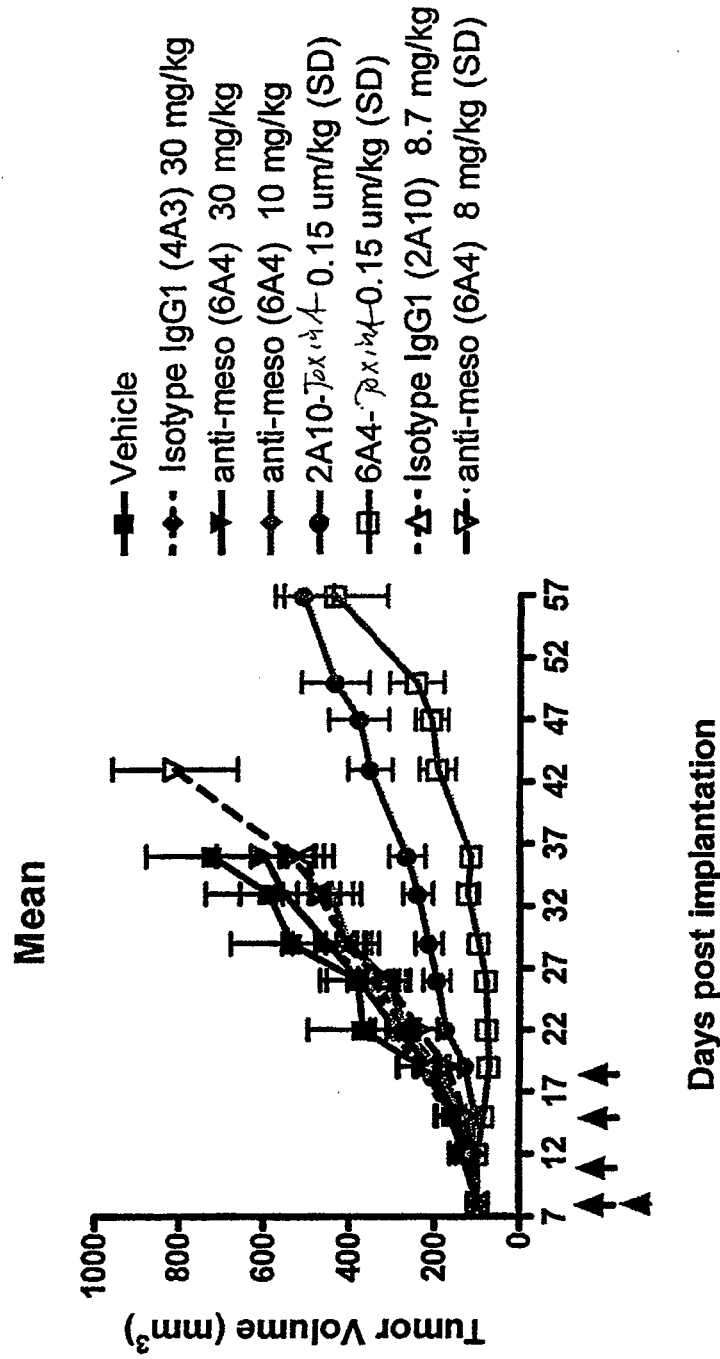 Mean
Tumor Volume (mm³)
1000
800
600
400
200
0
7 12 17 22 27 32 37 42 47 52 57
Days post implantation
Vehicle
Isotype IgG1 (4A3) 30 mg/kg
anti-meso (6A4) 30 mg/kg
anti-meso (6A4) 10 mg/kg
2A10-Toxin A 0.15 um/kg (SD)
6A4-Toxin A 0.15 um/kg (SD)
Isotype IgG1 (2A10) 8.7 mg/kg
anti-meso (6A4) 8 mg/kg (SD)